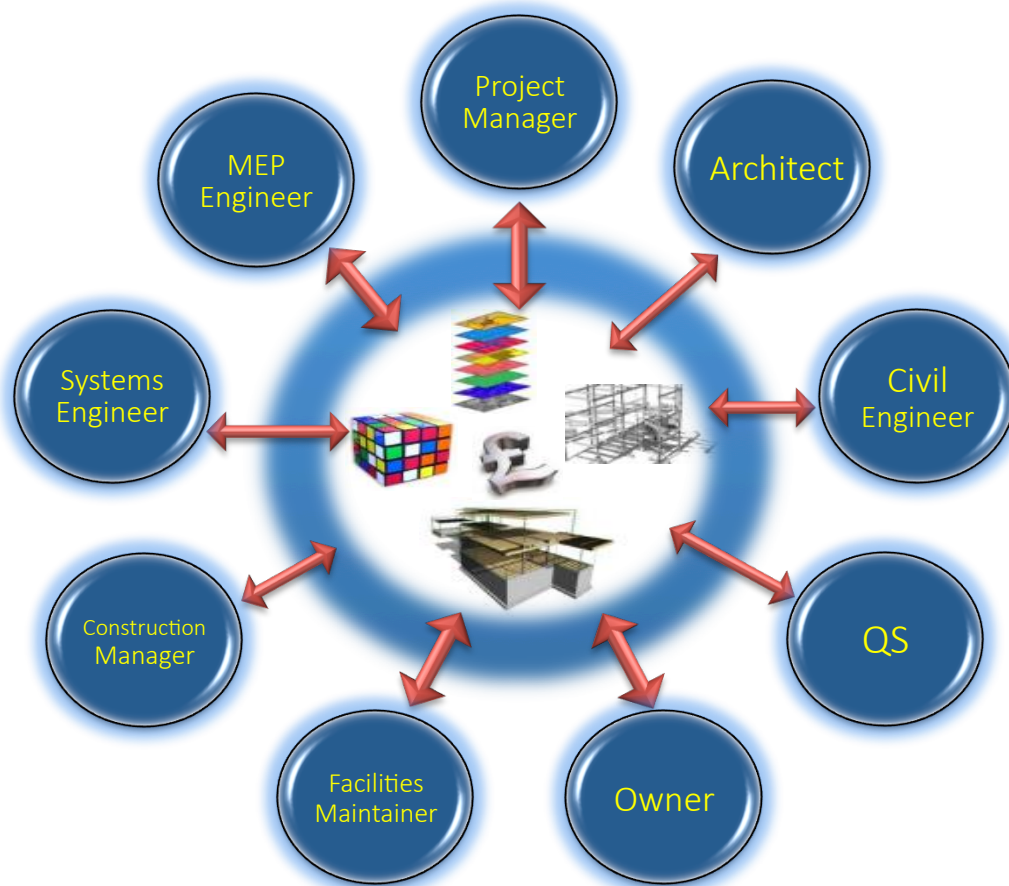 Project
Manager
Architect
Civil
Engineer
QS
Owner
Facilities
Maintainer
Construction
Manager
Systems
Engineer
MEP
Engineer
£